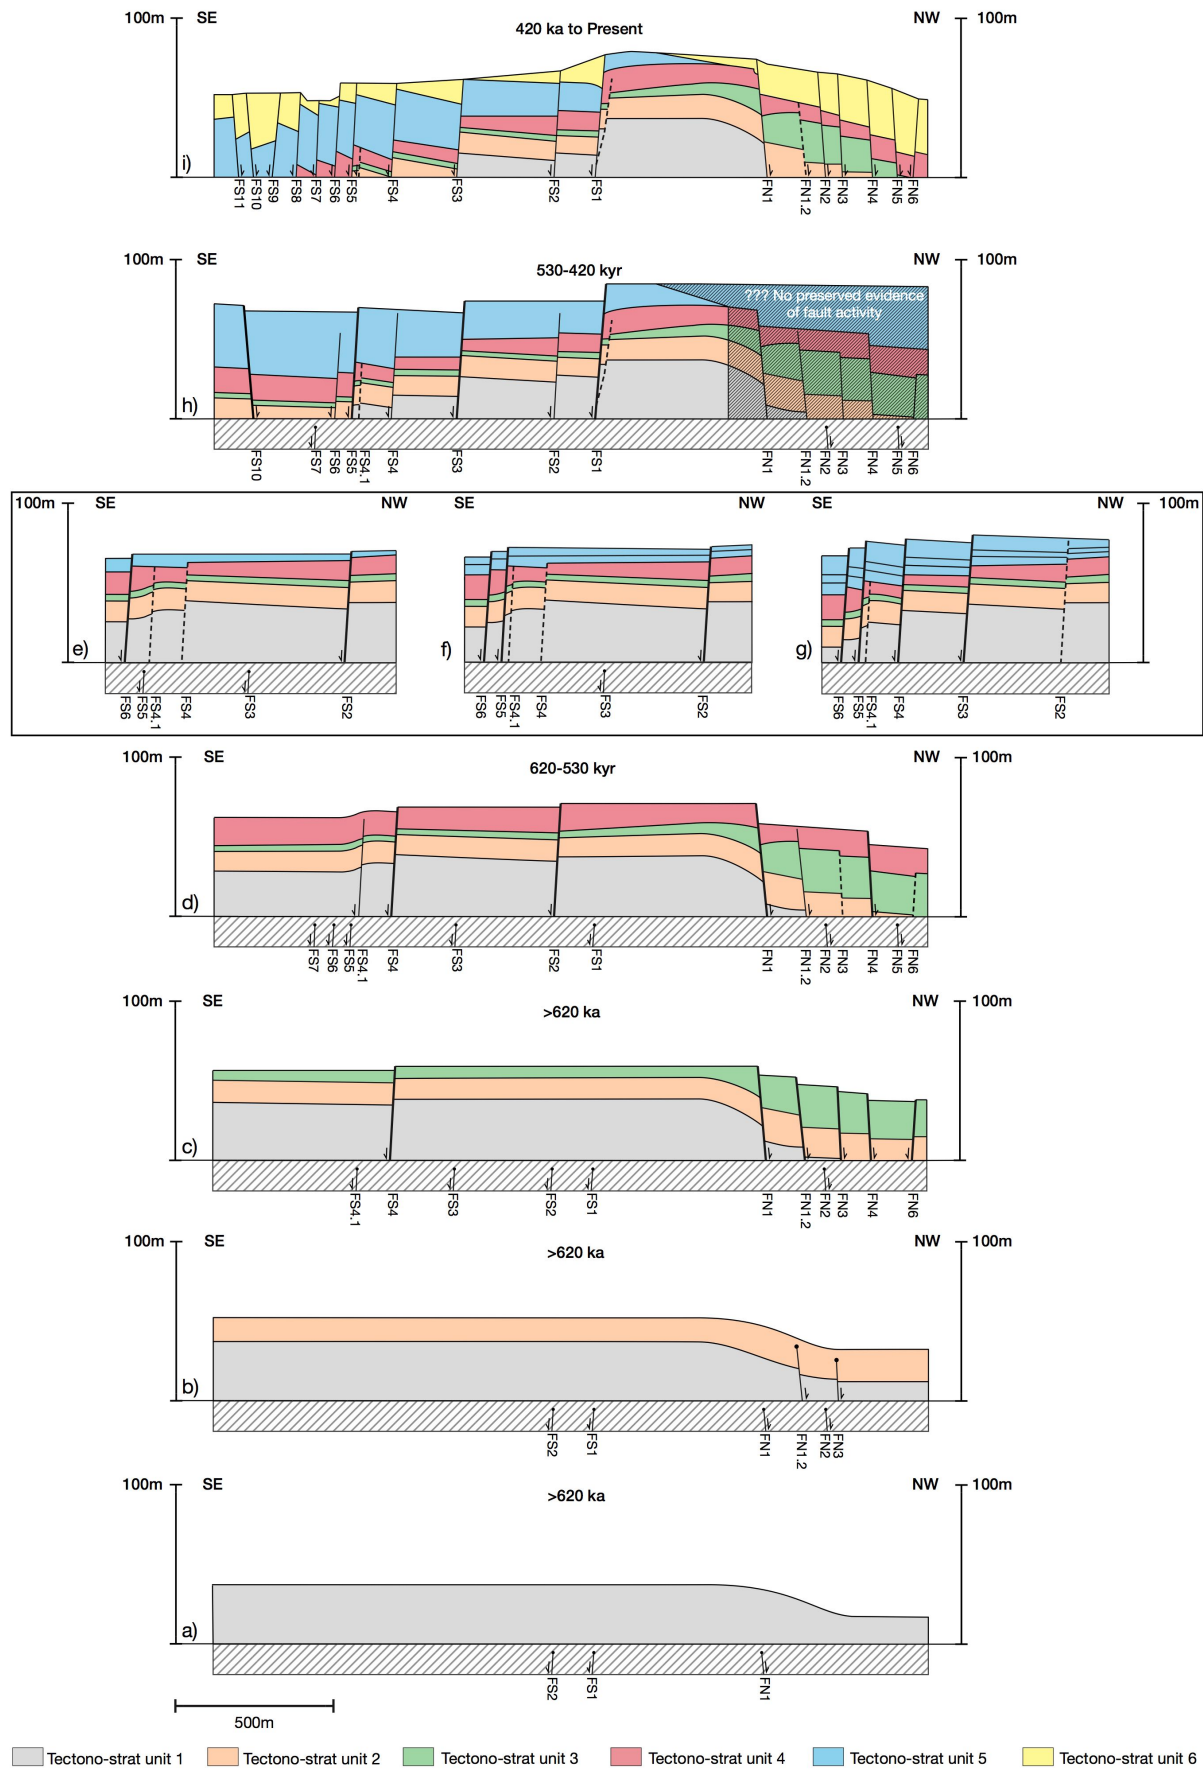 100m SE 420 ka to Present NW 100m
i)
FS11 FS10 FS9 FS8 FS7 FS6 FS5 FS4 FS3 FS2 FS1 FN1 FN1.2 FN2 FN3 FN4 FN5 FN6
100m SE 530-420 kyr NW 100m
??? No preserved evidence
of fault activity
h)
FS10 FS7 FS6 FS5 FS4.1 FS4 FS3 FS2 FS1 FN1 FN1.2 FN2 FN3 FN4 FN5 FN6
100m SE NW SE NW SE NW 100m
e) f) g)
FS6 FS5 FS4.1 FS4 FS3 FS2 FS6 FS5 FS4.1 FS4 FS3 FS2 FS6 FS5 FS4.1 FS4 FS3 FS2
100m SE 620-530 kyr NW 100m
d)
FS7 FS6 FS5 FS4.1 FS4 FS3 FS2 FS1 FN1 FN1.2 FN2 FN3 FN4 FN5 FN6
100m SE >620 ka NW 100m
c)
FS4.1 FS4 FS3 FS2 FS1 FN1 FN1.2 FN2 FN3 FN4 FN6
100m SE >620 ka NW 100m
b)
FS2 FS1 FN1 FN1.2 FN2 FN3
100m SE >620 ka NW 100m
a)
FS2 FS1 FN1
500m
Tectono-strat unit 1 Tectono-strat unit 2 Tectono-strat unit 3 Tectono-strat unit 4 Tectono-strat unit 5 Tectono-strat unit 6